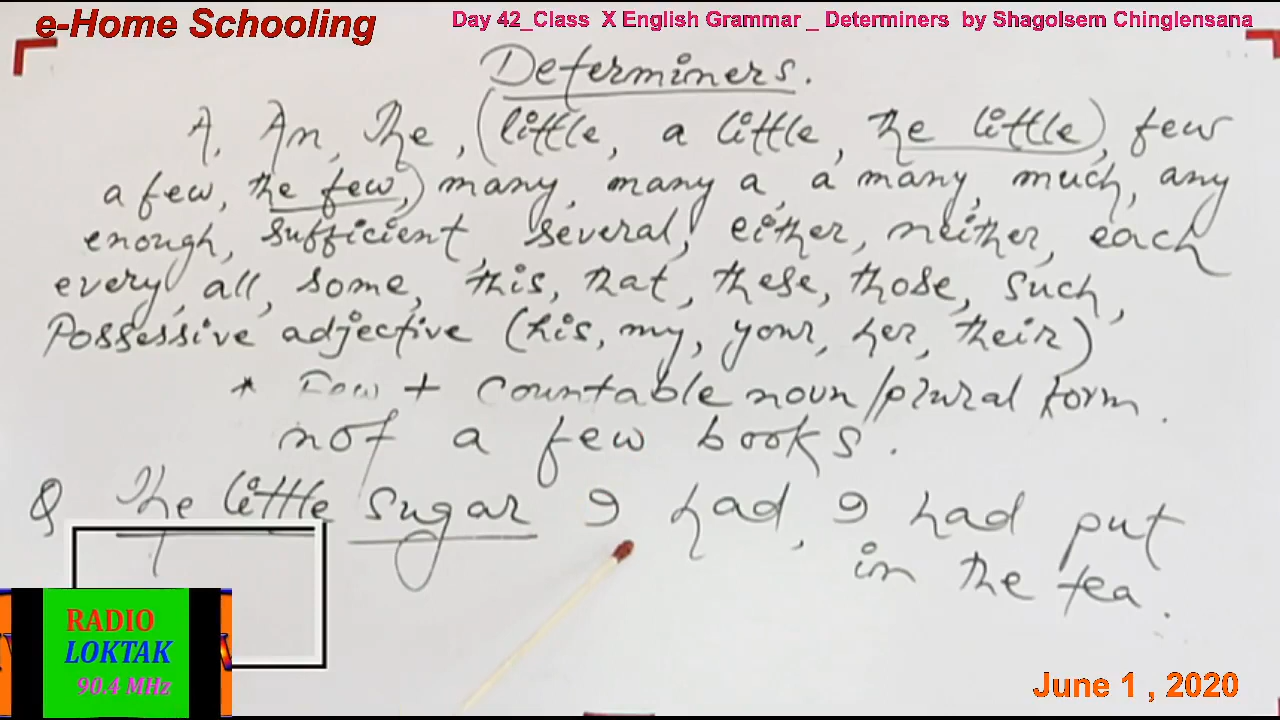 e-Home Schooling
Day 42_Class X English Grammar _ Determiners by Shagolsem Chinglensana
Determiners.
A, An, The, (little, a little, the little), few
a few, the few,) many, many a, a many, much, any
enough, sufficient, several, either, neither, each
every, all, some, this, that, these, those, such,
Possessive adjective (his, my, your, her, their)
* Few + countable noun/plural form.
not a few books.
Q The little sugar I had, I had put
in the tea.
RADIO
LOKTAK
90.4 MHz
June 1 , 2020